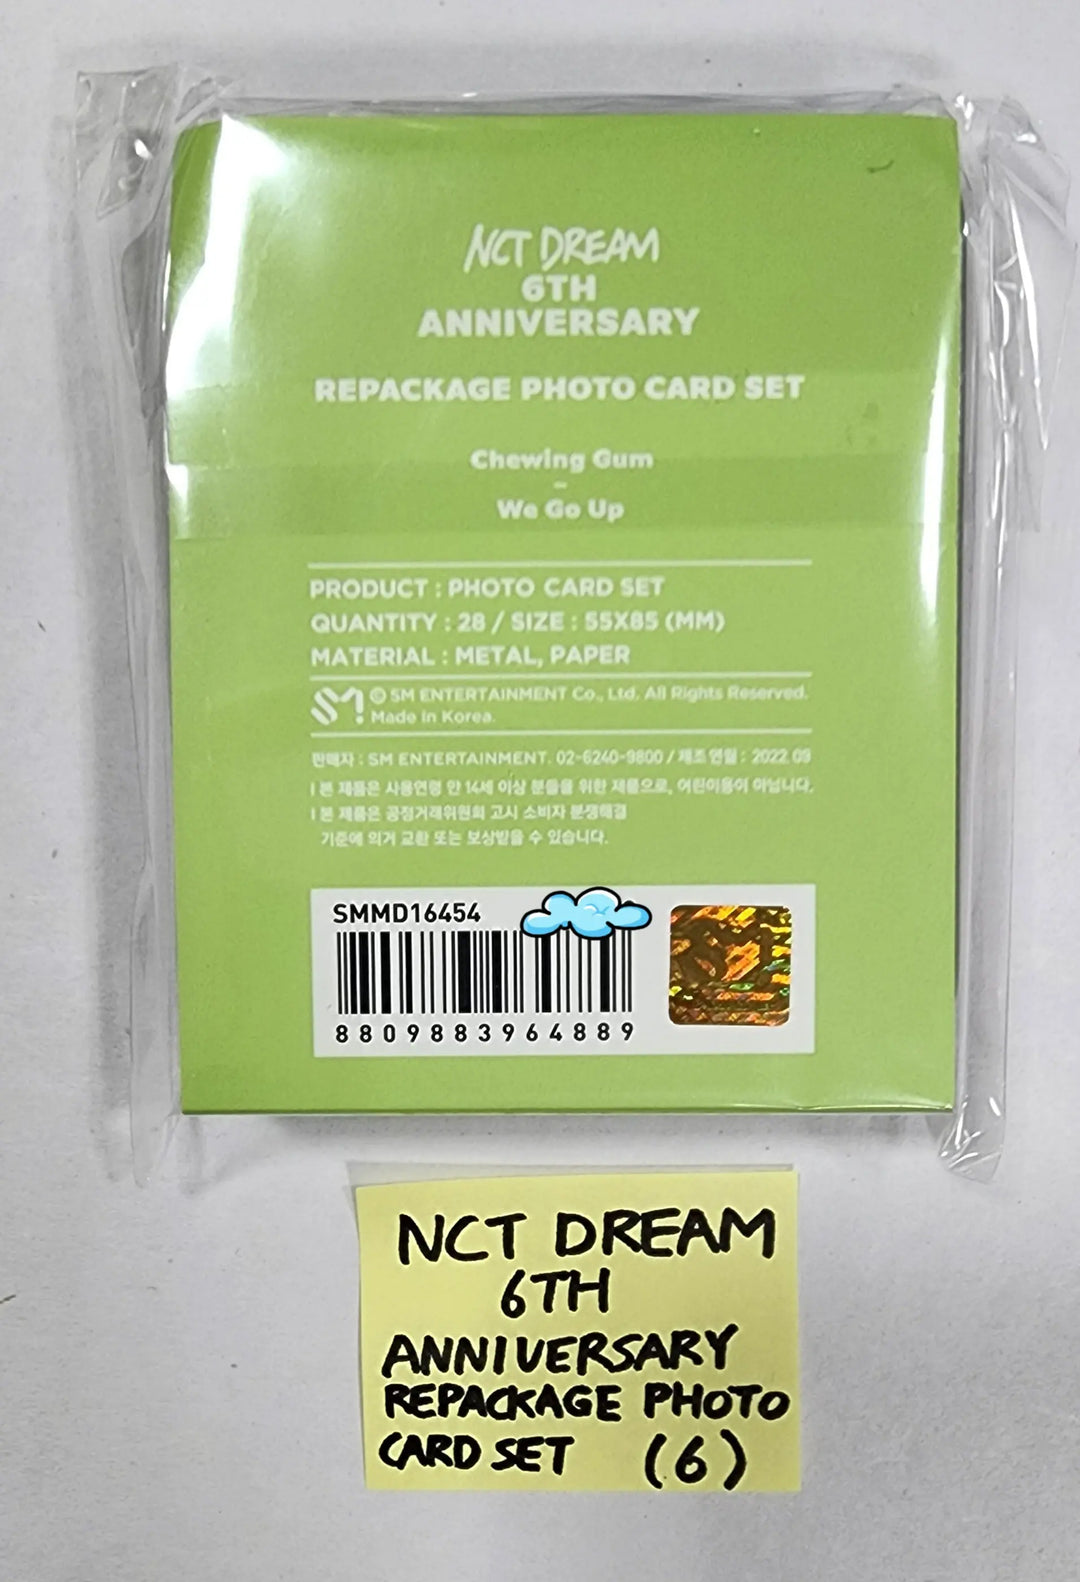 NCT DREAM
6TH
ANNIVERSARY
REPACKAGE PHOTO CARD SET
Chewing Gum
-
We Go Up
PRODUCT : PHOTO CARD SET
QUANTITY : 28 / SIZE : 55X85 (MM)
MATERIAL : METAL, PAPER
SM © SM ENTERTAINMENT Co., Ltd. All Rights Reserved.
Made in Korea.
판매자 : SM ENTERTAINMENT. 02-6240-9800 / 제조연월 : 2022.09
l 본 제품은 사용연령 만 14세 이상 분들을 위한 제품으로, 어린이용이 아닙니다.
l 본 제품은 공정거래위원회 고시 소비자 분쟁해결
기준에 의거 교환 또는 보상받을 수 있습니다.
SMMD16454
8809883964889
NCT DREAM
6TH
ANNIVERSARY
REPACKAGE PHOTO
CARD SET (6)